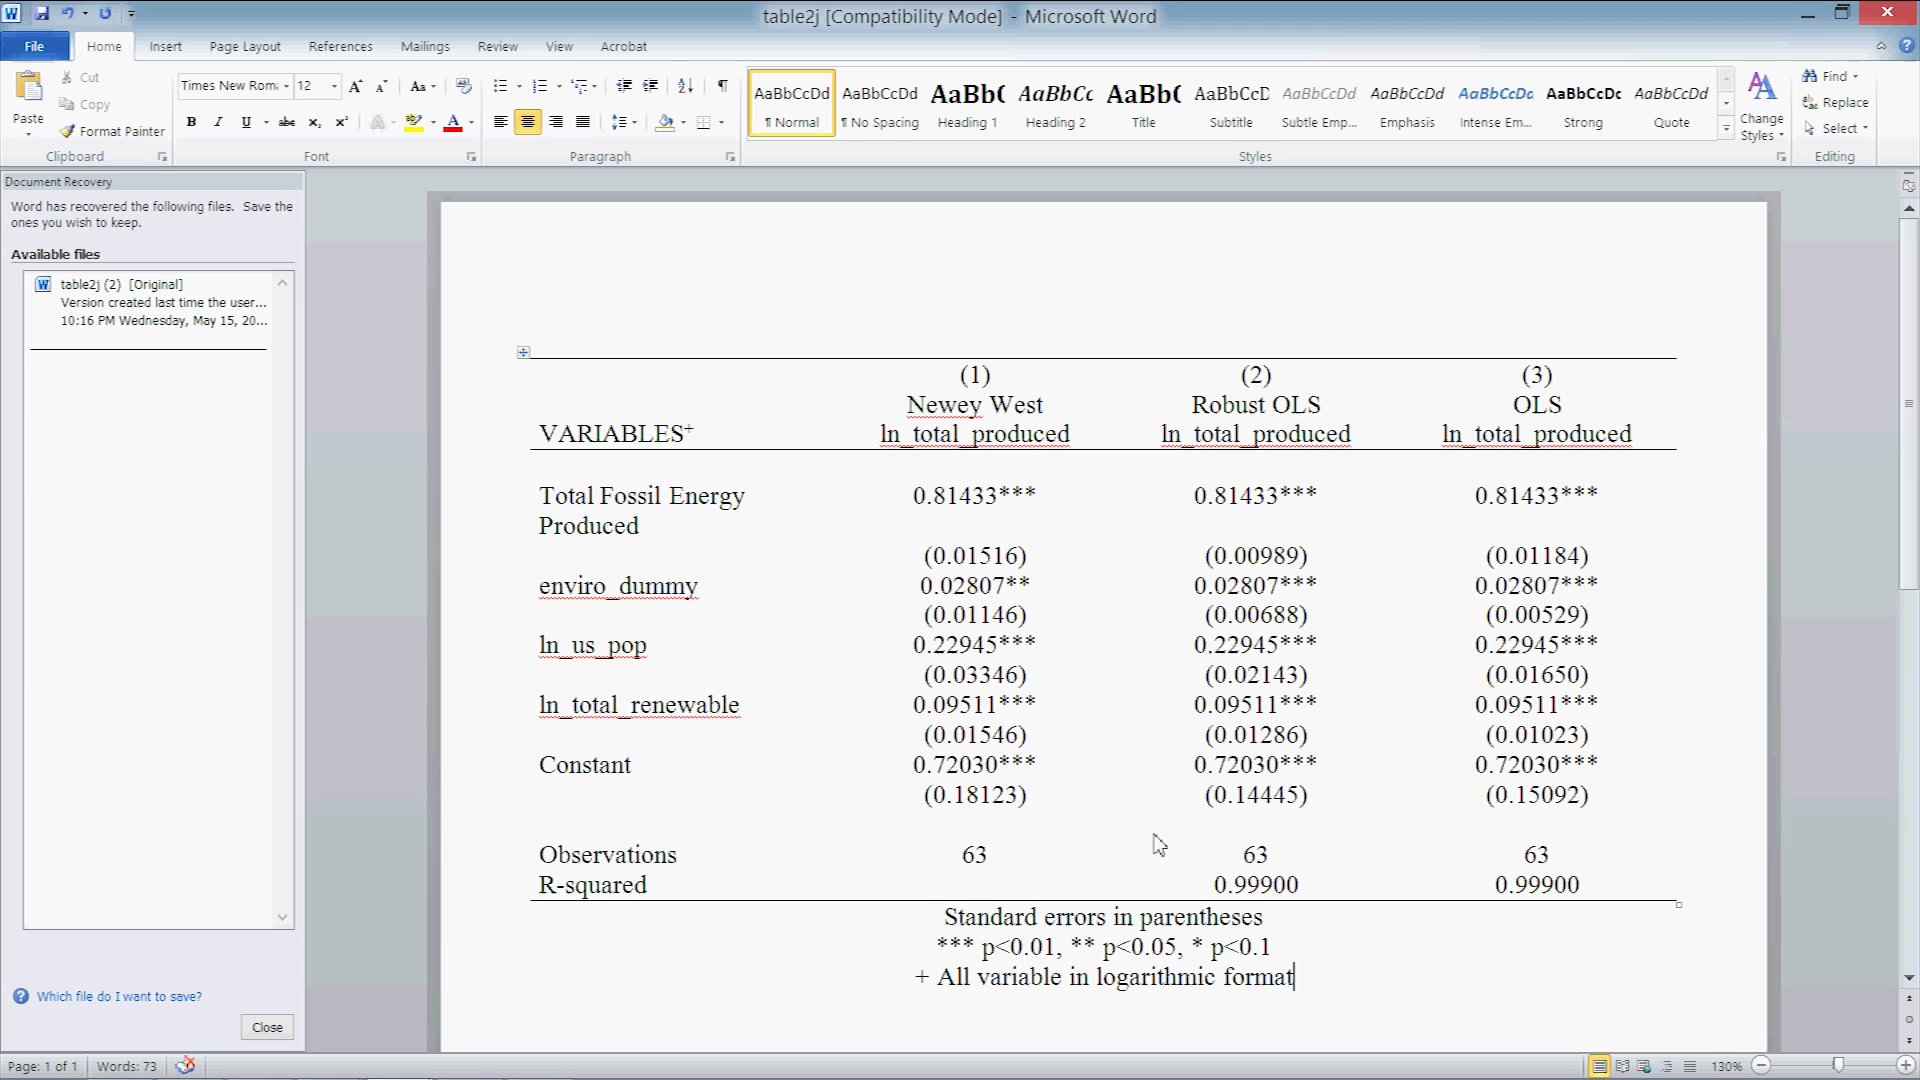 table2j [Compatibility Mode] - Microsoft Word
File Home Insert Page Layout References Mailings Review View Acrobat
Paste
Cut
Copy
Format Painter
Clipboard
Times New Rom 12
Font
Paragraph
AaBbCcDd AaBbCcDd AaBb( AaBbCc AaBb( AaBbCcD AaBbCcDd AaBbCcDd AaBbCcDd AaBbCcDc AaBbCcDd
¶ Normal ¶ No Spacing Heading 1 Heading 2 Title Subtitle Subtle Emp... Emphasis Intense Em... Strong Quote
Change
Styles
Styles
Find
Replace
Select
Editing
Document Recovery
Word has recovered the following files. Save the
ones you wish to keep.
Available files
table2j (2) [Original]
Version created last time the user...
10:16 PM Wednesday, May 15, 20...
Which file do I want to save?
Close
(1) (2) (3)
Newey West Robust OLS OLS
VARIABLES+ ln_total_produced ln_total_produced ln_total_produced
Total Fossil Energy 0.81433*** 0.81433*** 0.81433***
Produced
(0.01516) (0.00989) (0.01184)
enviro_dummy 0.02807** 0.02807*** 0.02807***
(0.01146) (0.00688) (0.00529)
ln_us_pop 0.22945*** 0.22945*** 0.22945***
(0.03346) (0.02143) (0.01650)
ln_total_renewable 0.09511*** 0.09511*** 0.09511***
(0.01546) (0.01286) (0.01023)
Constant 0.72030*** 0.72030*** 0.72030***
(0.18123) (0.14445) (0.15092)
Observations 63 63 63
R-squared 0.99900 0.99900
Standard errors in parentheses
*** p<0.01, ** p<0.05, * p<0.1
+ All variable in logarithmic format
Page: 1 of 1 Words: 73 130%